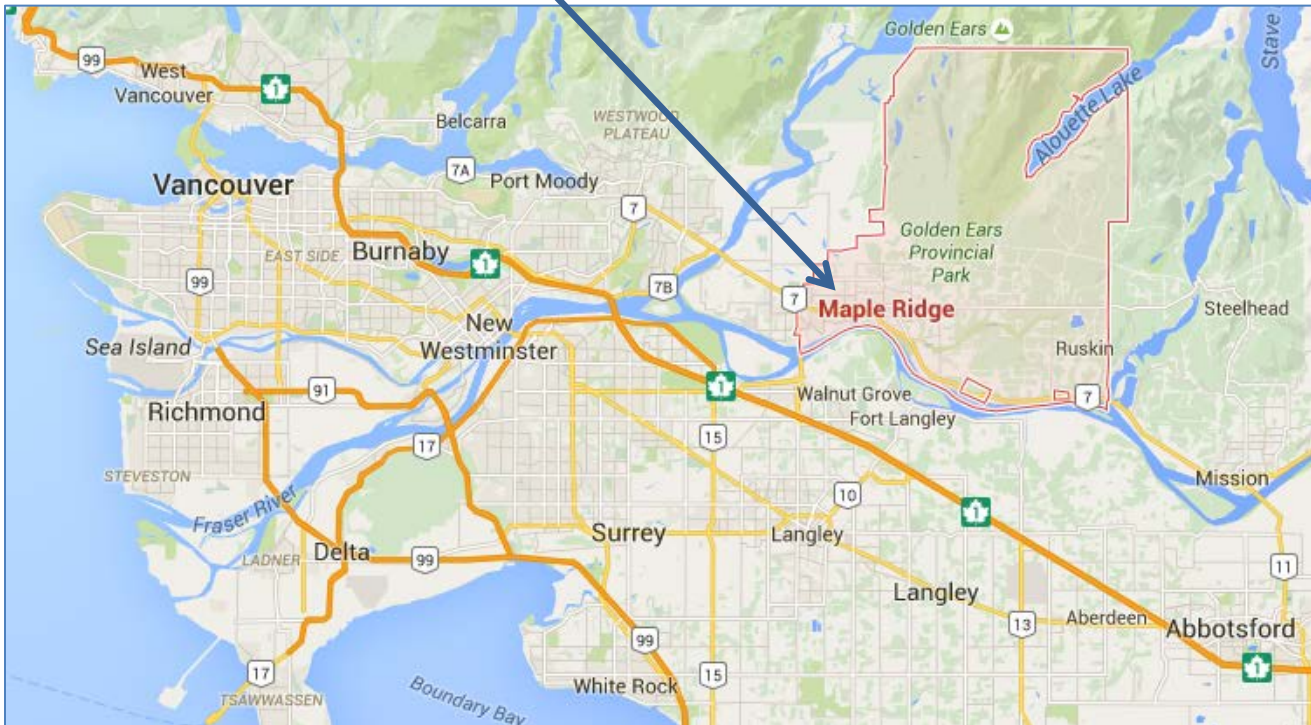 Golden Ears
Stave
99
West
Vancouver
1
Belcarra
WESTWOOD
PLATEAU
Alouette Lake
7A
Port Moody
Vancouver
7
EAST SIDE
Burnaby
1
Golden Ears
Provincial
Park
99
7B
7
Maple Ridge
Steelhead
New
Westminster
Sea Island
Ruskin
91
1
7
Walnut Grove
Fort Langley
Richmond
15
17
STEVESTON
Mission
10
Fraser River
1
Surrey
Langley
Delta
LADNER
99
11
Langley
13
Aberdeen
Abbotsford
99
1
17
TSAWWASSEN
White Rock
15
Boundary Bay